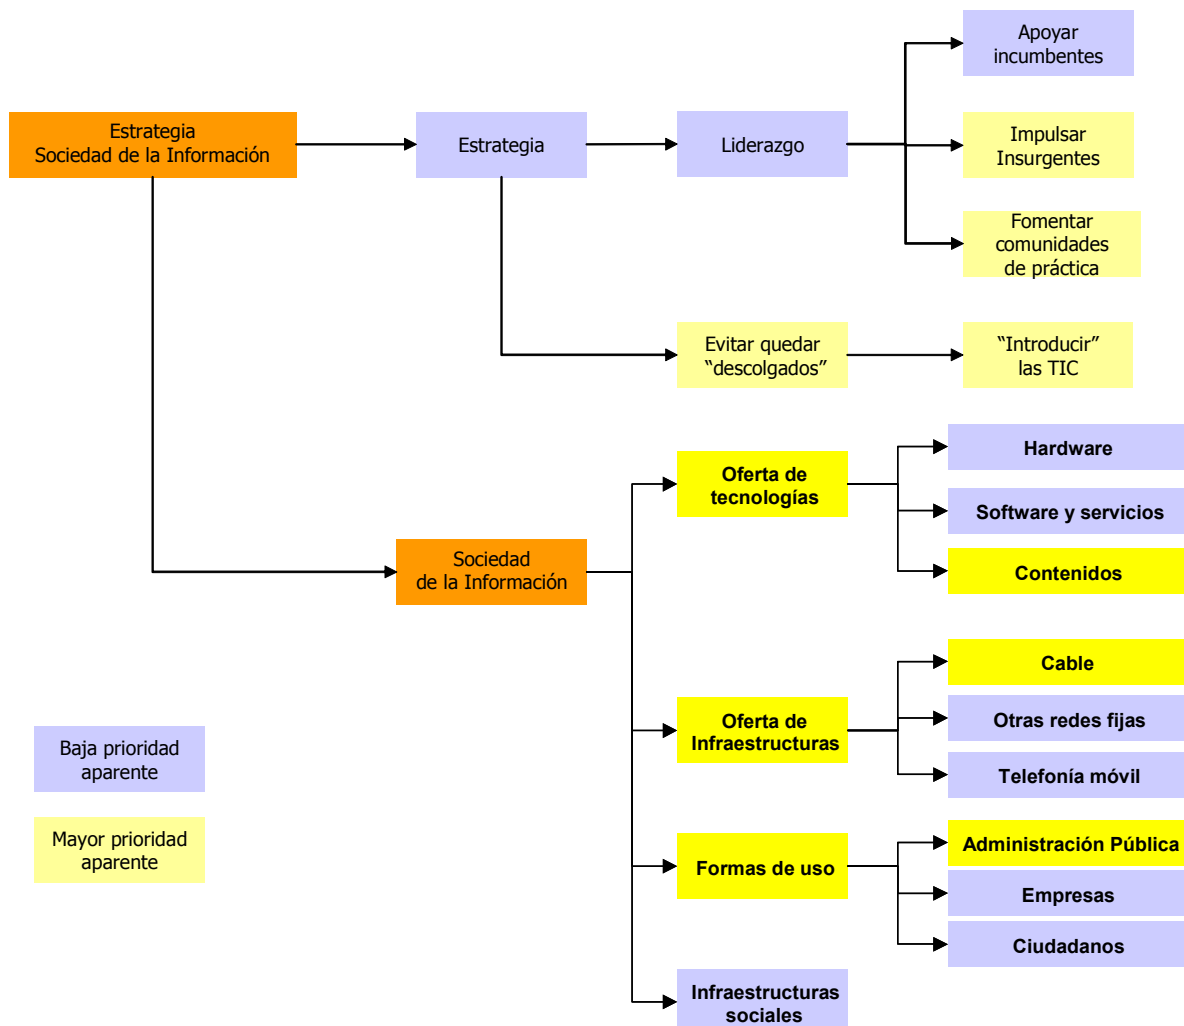 Apoyar
incumbentes
Estrategia
Sociedad de la Información
Estrategia
Liderazgo
Impulsar
Insurgentes
Fomentar
comunidades
de práctica
Evitar quedar
“descolgados”
“Introducir”
las TIC
Oferta de
tecnologías
Hardware
Software y servicios
Contenidos
Sociedad
de la Información
Cable
Oferta de
Infraestructuras
Otras redes fijas
Telefonía móvil
Baja prioridad
aparente
Mayor prioridad
aparente
Formas de uso
Administración Pública
Empresas
Ciudadanos
Infraestructuras
sociales